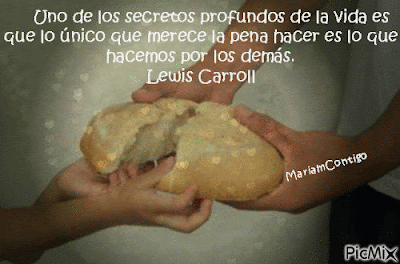 Uno de los secretos profundos de la vida es
que lo único que merece la pena hacer es lo que
hacemos por los demás.
Lewis Carroll
MariamContigo
PicMix